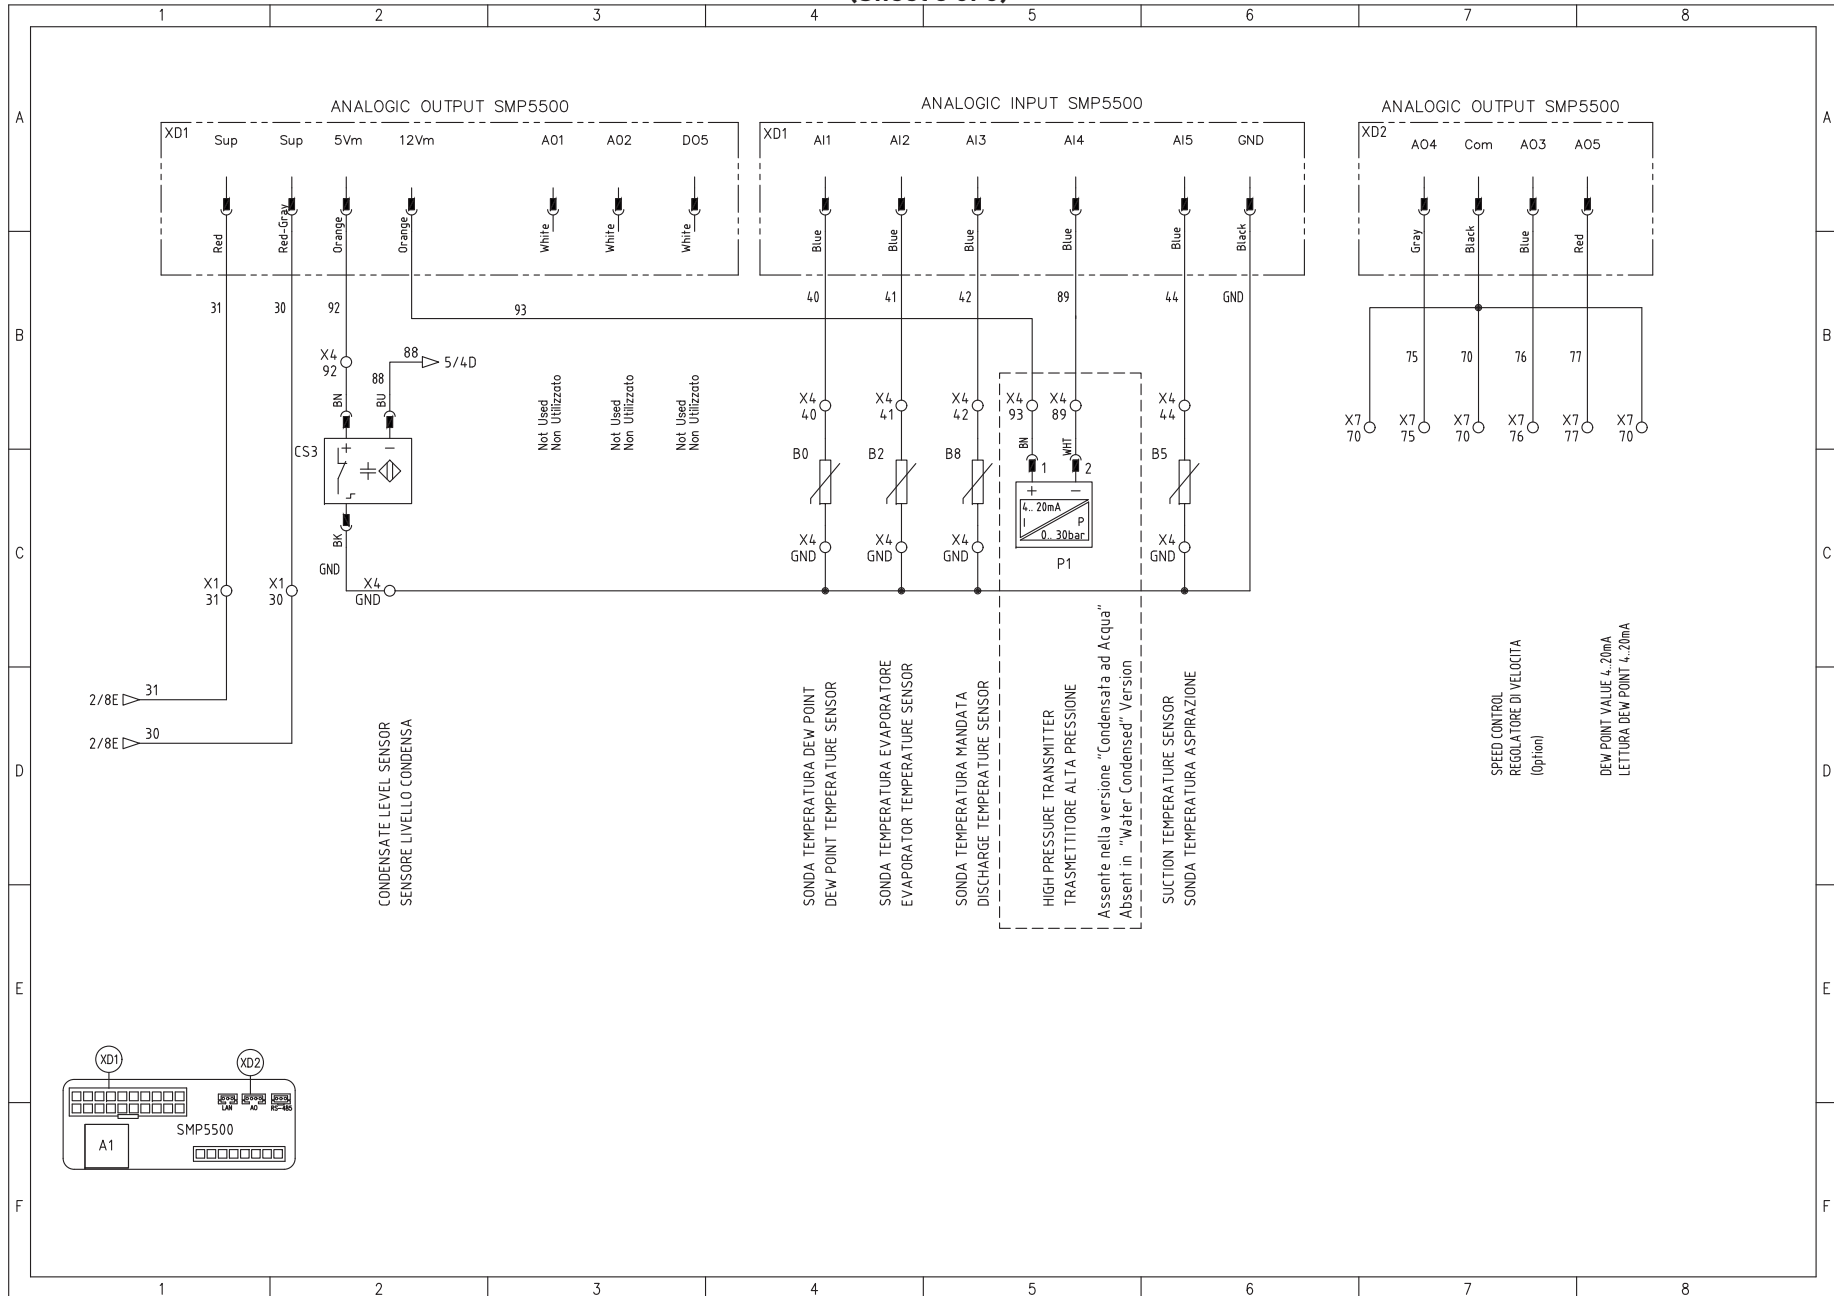 1 2 3 4 5 6 7 8
A
B
C
D
E
F
ANALOGIC OUTPUT SMP5500
XD1
Sup Sup 5Vm 12Vm A01 A02 D05
Red
Red-Gray
Orange
Orange
White
White
White
31 30 92 93
X4
92
88
5/4D
88
BN
BU
CS3
+ −
BK
GND
X4
GND
X1
31
X1
30
2/8E 31
2/8E 30
Not Used
Non Utilizzato
Not Used
Non Utilizzato
Not Used
Non Utilizzato
CONDENSATE LEVEL SENSOR
SENSORE LIVELLO CONDENSA
ANALOGIC INPUT SMP5500
XD1
AI1 AI2 AI3 AI4 AI5 GND
Blue
Blue
Blue
Blue
Blue
Black
40 41 42 89 44 GND
X4
40
X4
41
X4
42
X4
93
X4
89
X4
44
B0 B2 B8 B5
BN
WHT
1 2
+ −
4.. 20mA
I
P
0.. 30bar
P1
X4
GND
X4
GND
X4
GND
X4
GND
SONDA TEMPERATURA DEW POINT
DEW POINT TEMPERATURE SENSOR
SONDA TEMPERATURA EVAPORATORE
EVAPORATOR TEMPERATURE SENSOR
SONDA TEMPERATURA MANDATA
DISCHARGE TEMPERATURE SENSOR
HIGH PRESSURE TRANSMITTER
TRASMETTITORE ALTA PRESSIONE
Assente nella versione "Condensata ad Acqua"
Absent in "Water Condensed" Version
SUCTION TEMPERATURE SENSOR
SONDA TEMPERATURA ASPIRAZIONE
ANALOGIC OUTPUT SMP5500
XD2
AO4 Com AO3 AO5
Gray
Black
Blue
Red
75 70 76 77
X7
70
X7
75
X7
70
X7
76
X7
77
X7
70
SPEED CONTROL
REGOLATORE DI VELOCITA
(Option)
DEW POINT VALUE 4..20mA
LETTURA DEW POINT 4..20mA
XD1
XD2
LAN AO RS-485
SMP5500
A1
A
B
C
D
E
F
1 2 3 4 5 6 7 8